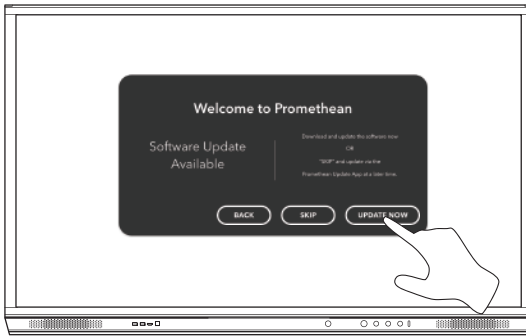 Welcome to Promethean
Software Update
Available
Download and update the software now
OR
"SKIP" and update via the
Promethean Update App at a later time.
BACK
SKIP
UPDATE NOW